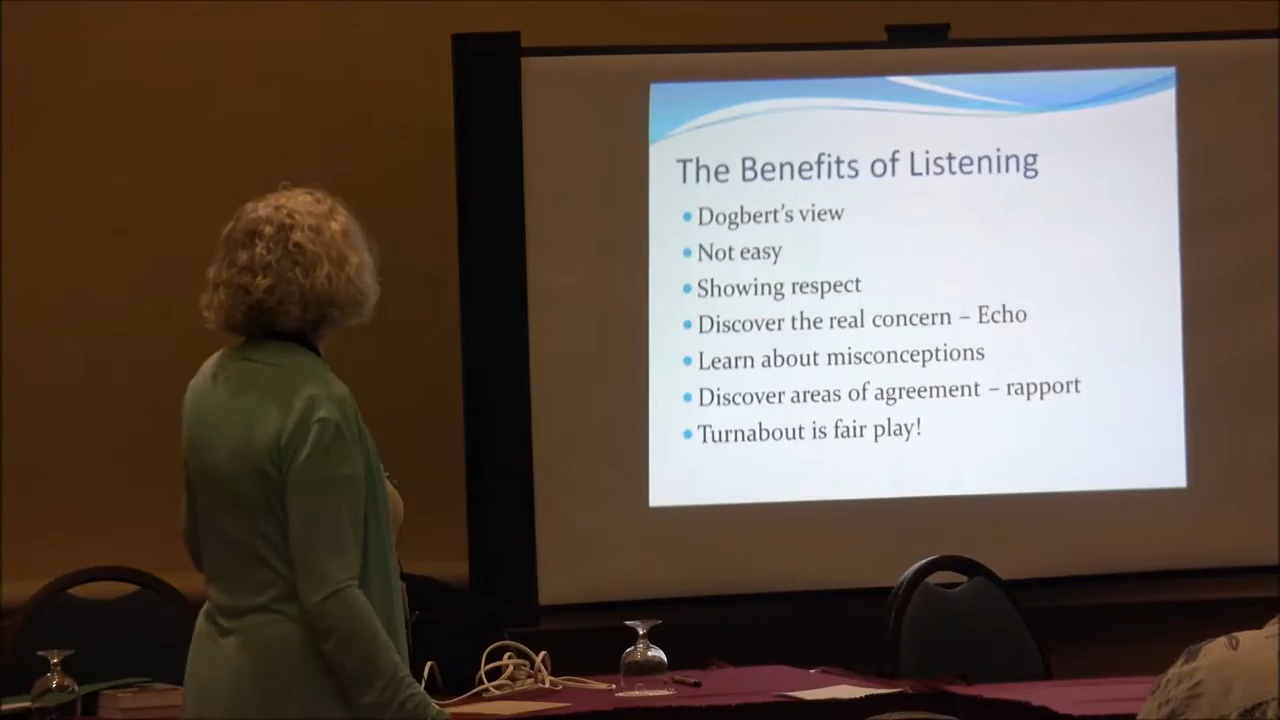 The Benefits of Listening
• Dogbert's view
• Not easy
• Showing respect
• Discover the real concern – Echo
• Learn about misconceptions
• Discover areas of agreement – rapport
• Turnabout is fair play!